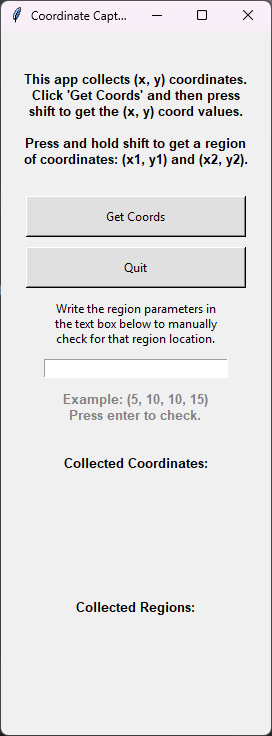 Coordinate Capt...
This app collects (x, y) coordinates.
Click 'Get Coords' and then press
shift to get the (x, y) coord values.
Press and hold shift to get a region
of coordinates: (x1, y1) and (x2, y2).
Get Coords
Quit
Write the region parameters in
the text box below to manually
check for that region location.
Example: (5, 10, 10, 15)
Press enter to check.
Collected Coordinates:
Collected Regions: